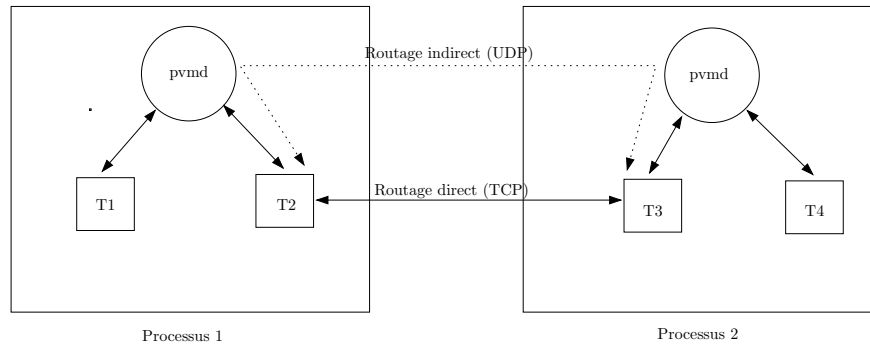 Routage indirect (UDP)
pvmd
pvmd
T1
T2
Routage direct (TCP)
T3
T4
Processus 1
Processus 2